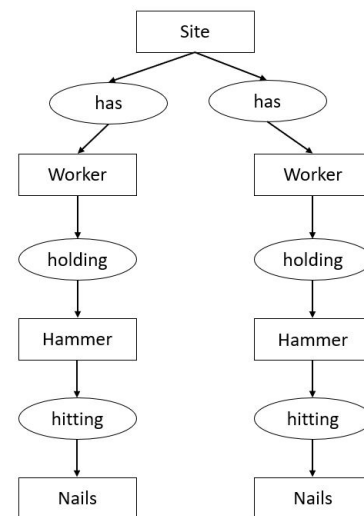 Site
has
has
Worker
Worker
holding
holding
Hammer
Hammer
hitting
hitting
Nails
Nails